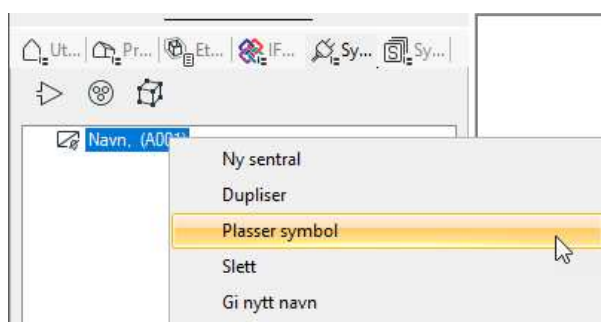 Ut... Pr... Et... IF... Sy... Sy...
Navn, (A001)
Ny sentral
Dupliser
Plasser symbol
Slett
Gi nytt navn